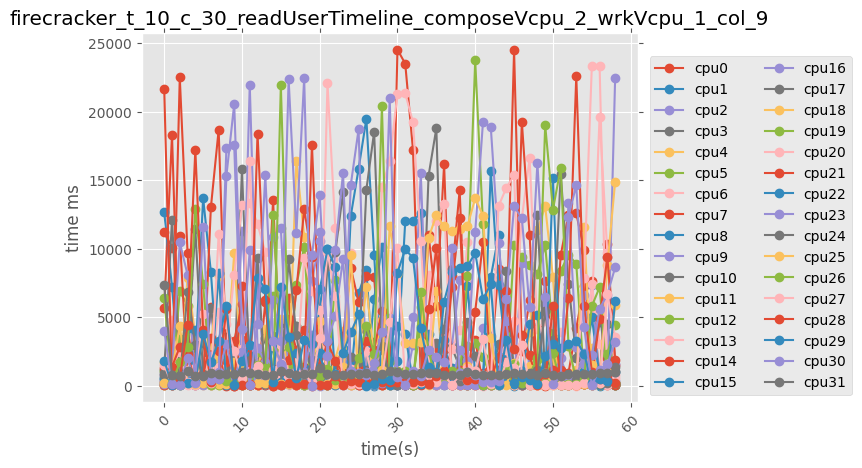 firecracker_t_10_c_30_readUserTimeline_composeVcpu_2_wrkVcpu_1_col_9
25000
20000
15000
10000
5000
0
time ms
0 10 20 30 40 50 60
time(s)
cpu0 cpu16
cpu1 cpu17
cpu2 cpu18
cpu3 cpu19
cpu4 cpu20
cpu5 cpu21
cpu6 cpu22
cpu7 cpu23
cpu8 cpu24
cpu9 cpu25
cpu10 cpu26
cpu11 cpu27
cpu12 cpu28
cpu13 cpu29
cpu14 cpu30
cpu15 cpu31